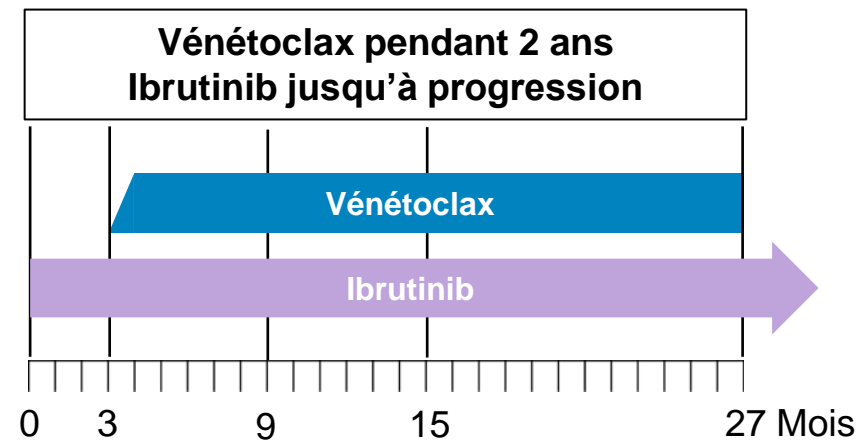 Vénétoclax pendant 2 ans
Ibrutinib jusqu'à progression
Vénétoclax
Ibrutinib
0 3 9 15 27 Mois